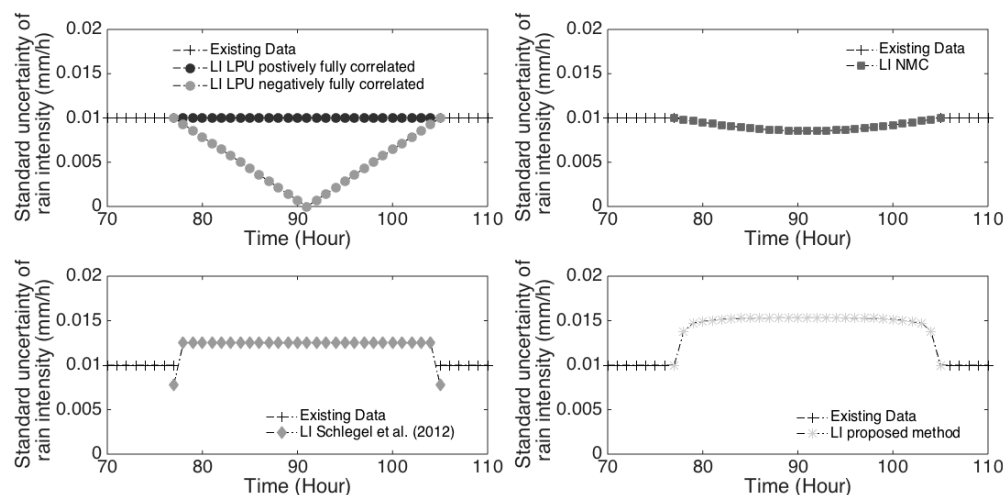 Standard uncertainty of
rain intensity (mm/h)
0.02
0.015
0.01
0.005
0
Existing Data
LI LPU postively fully correlated
LI LPU negatively fully correlated
70 80 90 100 110
Time (Hour)
Standard uncertainty of
rain intensity (mm/h)
0.02
0.015
0.01
0.005
0
Existing Data
LI NMC
70 80 90 100 110
Time (Hour)
Standard uncertainty of
rain intensity (mm/h)
0.02
0.015
0.01
0.005
0
Existing Data
LI Schlegel et al. (2012)
70 80 90 100 110
Time (Hour)
Standard uncertainty of
rain intensity (mm/h)
0.02
0.015
0.01
0.005
0
Existing Data
LI proposed method
70 80 90 100 110
Time (Hour)